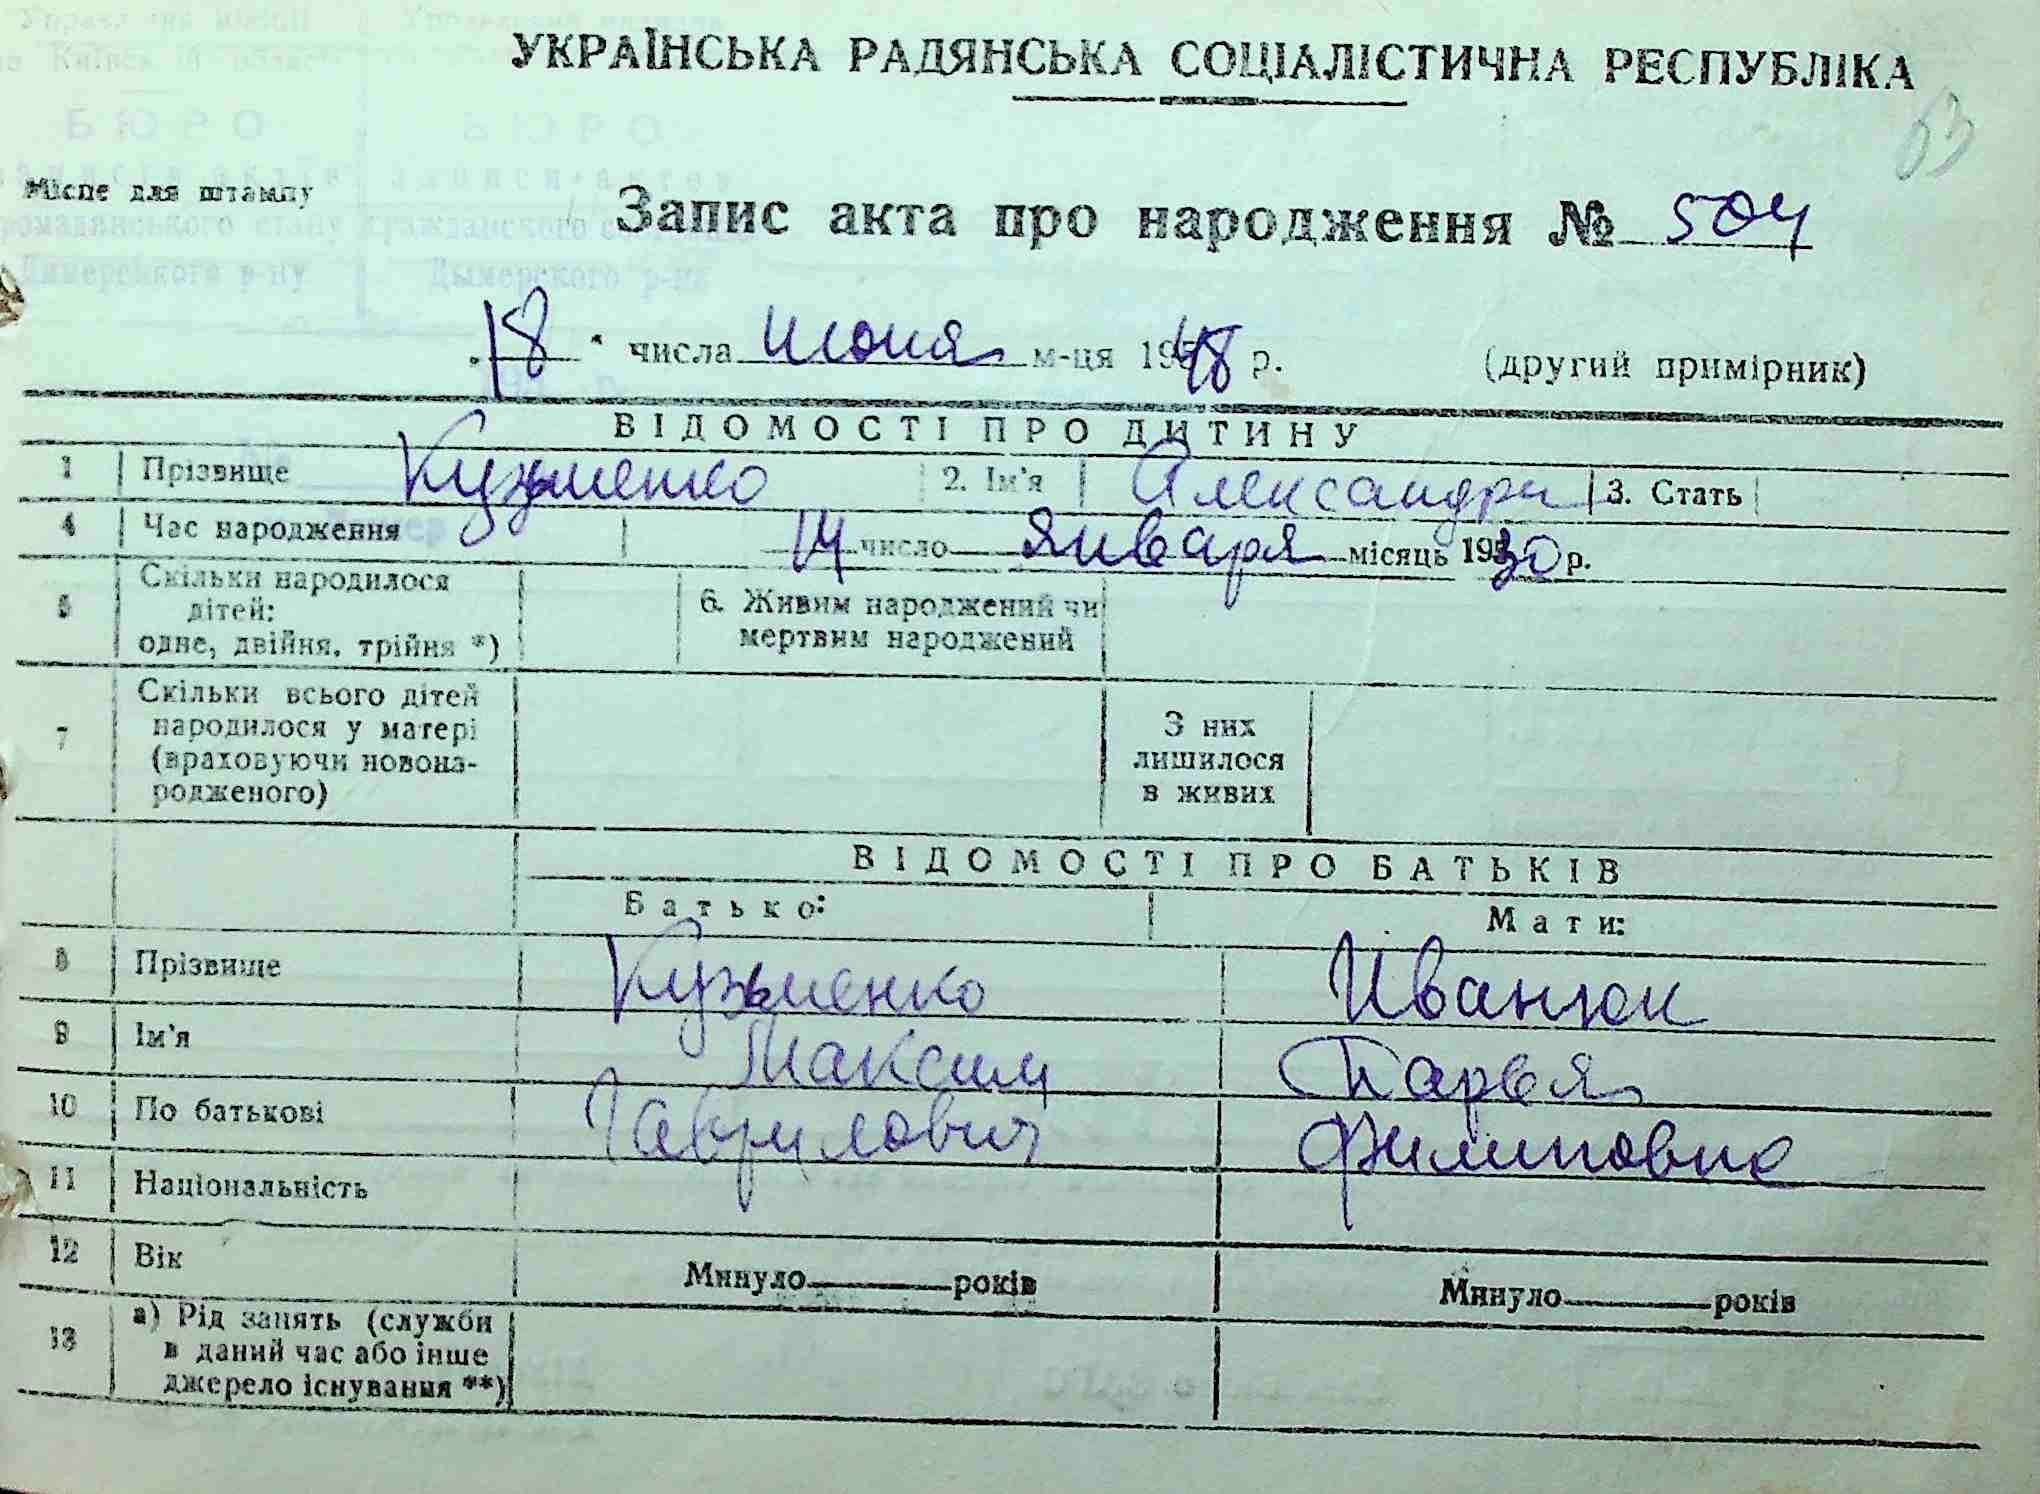 УКРАЇНСЬКА РАДЯНСЬКА СОЦІАЛІСТИЧНА РЕСПУБЛІКА
63
Місце для штампу
Запис акта про народження № 504
„18“ числа июня м-ця 1948 р. (другий примірник)
ВІДОМОСТІ ПРО ДИТИНУ
1 Прізвище Кузьменко 2. Ім'я Александра 3. Стать
4 Час народження 14 число января місяць 1930 р.
5 Скільки народилося дітей: одне, двійня, трійня *) 6. Живим народжений чи мертвим народжений
7 Скільки всього дітей народилося у матері (враховуючи новонародженого) З них лишилося в живих
ВІДОМОСТІ ПРО БАТЬКІВ
Батько: Мати:
8 Прізвище Кузьменко Иванюк
9 Ім'я Максим Дарья
10 По батькові Гаврилович Филиповна
11 Національність
12 Вік Минуло років Минуло років
13 а) Рід занять (служби в даний час або інше джерело існування **)